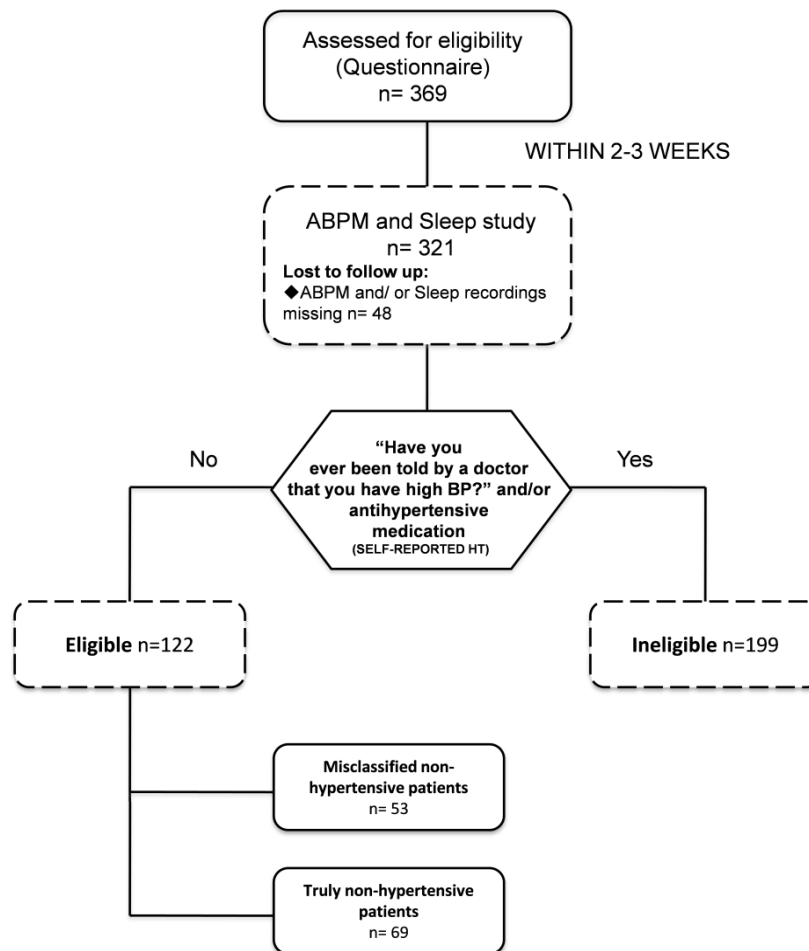 Assessed for eligibility
(Questionnaire)
n= 369
WITHIN 2-3 WEEKS
ABPM and Sleep study
n= 321
Lost to follow up:
◆ABPM and/ or Sleep recordings
missing n= 48
No
“Have you
ever been told by a doctor
that you have high BP?” and/or
antihypertensive
medication
(SELF-REPORTED HT)
Yes
Eligible n=122
Ineligible n=199
Misclassified non-
hypertensive patients
n= 53
Truly non-hypertensive
patients
n= 69